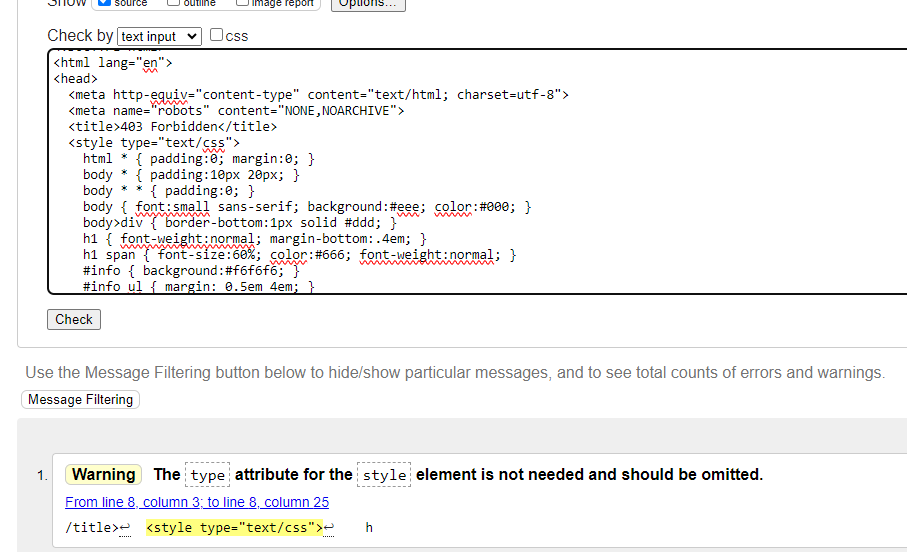 Show source outline image report Options...
Check by text input css
<html lang="en">
<head>
<meta http-equiv="content-type" content="text/html; charset=utf-8">
<meta name="robots" content="NONE,NOARCHIVE">
<title>403 Forbidden</title>
<style type="text/css">
html * { padding:0; margin:0; }
body * { padding:10px 20px; }
body * * { padding:0; }
body { font:small sans-serif; background:#eee; color:#000; }
body>div { border-bottom:1px solid #ddd; }
h1 { font-weight:normal; margin-bottom:.4em; }
h1 span { font-size:60%; color:#666; font-weight:normal; }
#info { background:#f6f6f6; }
#info ul { margin: 0.5em 4em; }
Check
Use the Message Filtering button below to hide/show particular messages, and to see total counts of errors and warnings.
Message Filtering
1. Warning The type attribute for the style element is not needed and should be omitted.
From line 8, column 3; to line 8, column 25
/title>↩ <style type="text/css">↩ h